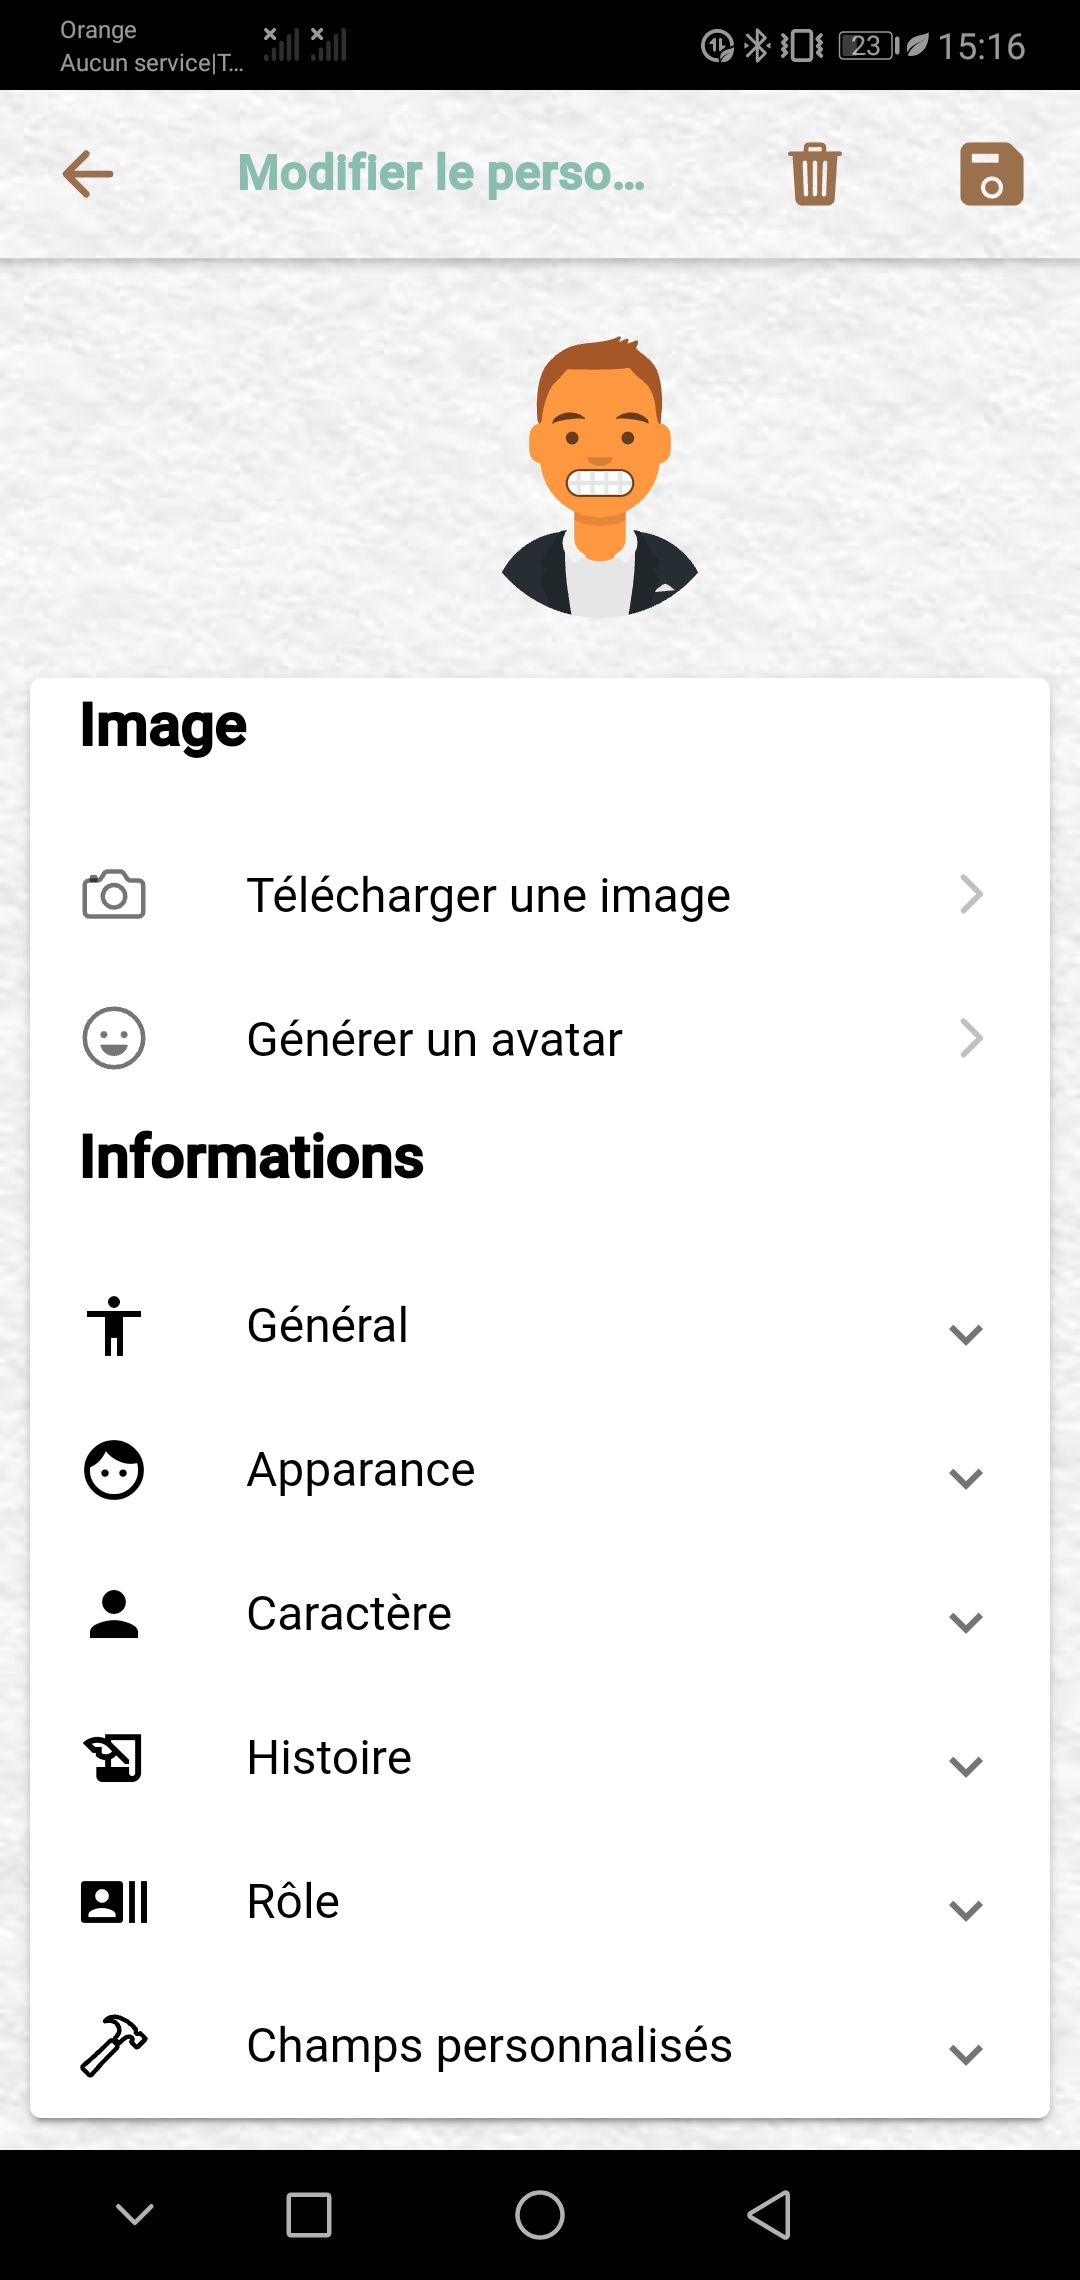 Orange
Aucun service|T...
23
15:16
Modifier le perso...
Image
Télécharger une image
Générer un avatar
Informations
Général
Apparance
Caractère
Histoire
Rôle
Champs personnalisés